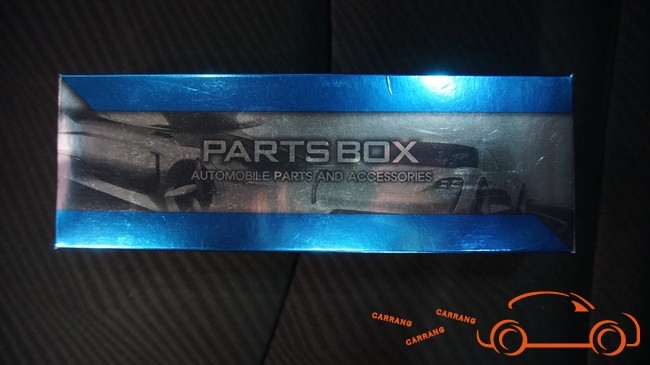 PARTS BOX
AUTOMOBILE PARTS AND ACCESSORIES
CARRANG
CARRANG
CARRANG